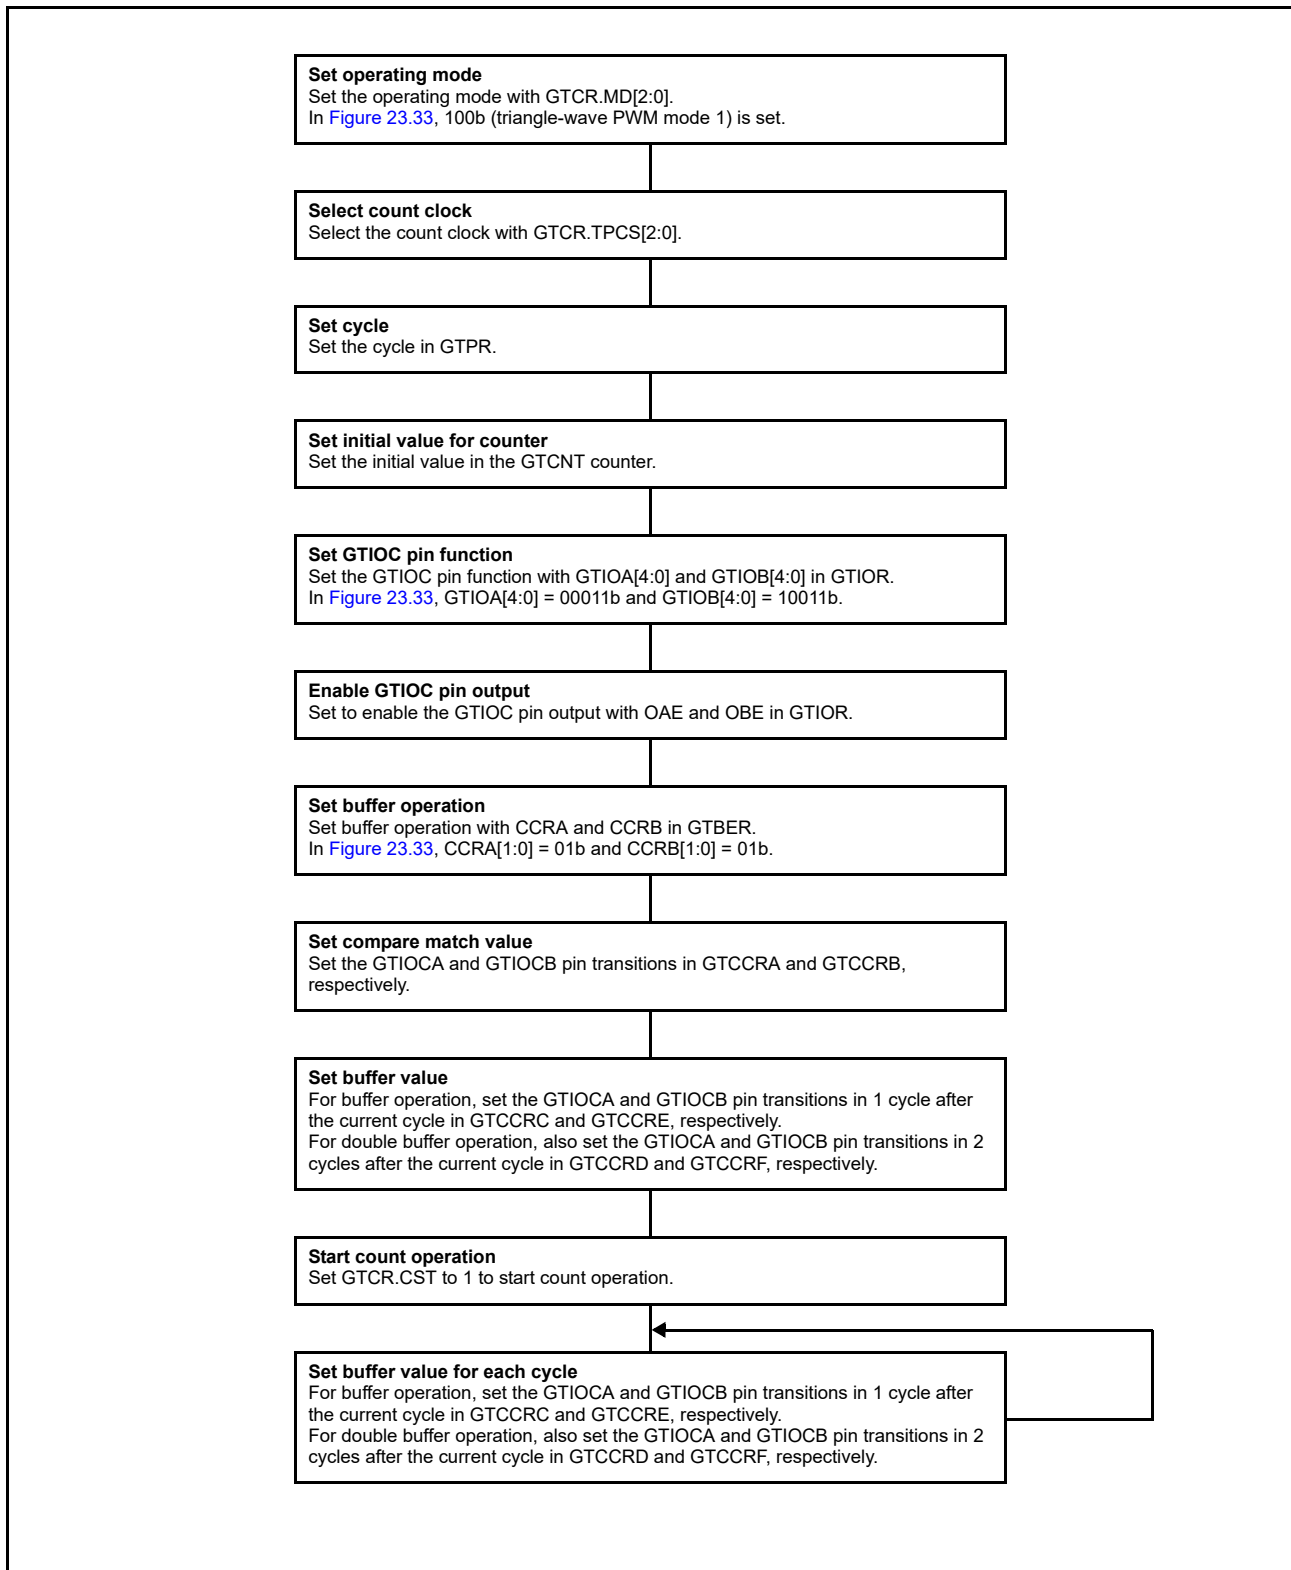 Set operating mode
Set the operating mode with GTCR.MD[2:0].
In Figure 23.33, 100b (triangle-wave PWM mode 1) is set.
Select count clock
Select the count clock with GTCR.TPCS[2:0].
Set cycle
Set the cycle in GTPR.
Set initial value for counter
Set the initial value in the GTCNT counter.
Set GTIOC pin function
Set the GTIOC pin function with GTIOA[4:0] and GTIOB[4:0] in GTIOR.
In Figure 23.33, GTIOA[4:0] = 00011b and GTIOB[4:0] = 10011b.
Enable GTIOC pin output
Set to enable the GTIOC pin output with OAE and OBE in GTIOR.
Set buffer operation
Set buffer operation with CCRA and CCRB in GTBER.
In Figure 23.33, CCRA[1:0] = 01b and CCRB[1:0] = 01b.
Set compare match value
Set the GTIOCA and GTIOCB pin transitions in GTCCRA and GTCCRB,
respectively.
Set buffer value
For buffer operation, set the GTIOCA and GTIOCB pin transitions in 1 cycle after
the current cycle in GTCCRC and GTCCRE, respectively.
For double buffer operation, also set the GTIOCA and GTIOCB pin transitions in 2
cycles after the current cycle in GTCCRD and GTCCRF, respectively.
Start count operation
Set GTCR.CST to 1 to start count operation.
Set buffer value for each cycle
For buffer operation, set the GTIOCA and GTIOCB pin transitions in 1 cycle after
the current cycle in GTCCRC and GTCCRE, respectively.
For double buffer operation, also set the GTIOCA and GTIOCB pin transitions in 2
cycles after the current cycle in GTCCRD and GTCCRF, respectively.